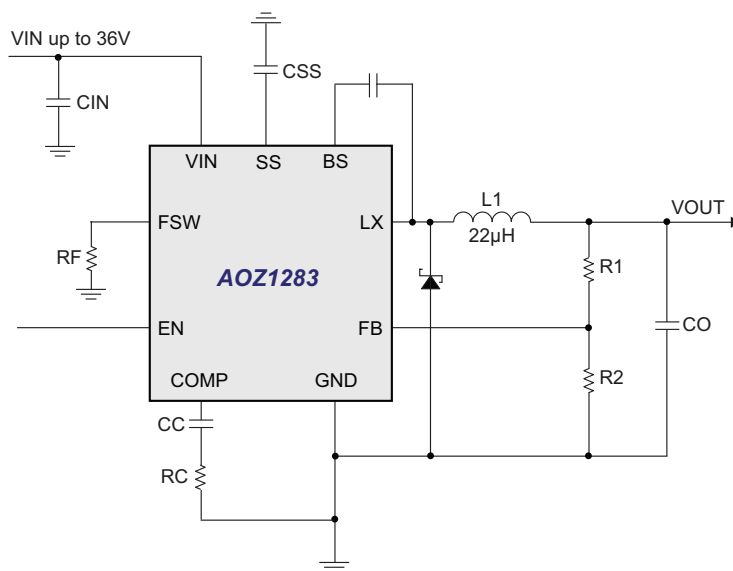 VIN up to 36V
CSS
CIN
VIN
SS
BS
L1
FSW
LX
VOUT
22µH
RF
R1
AOZ1283
EN
FB
CO
R2
COMP
GND
CC
RC